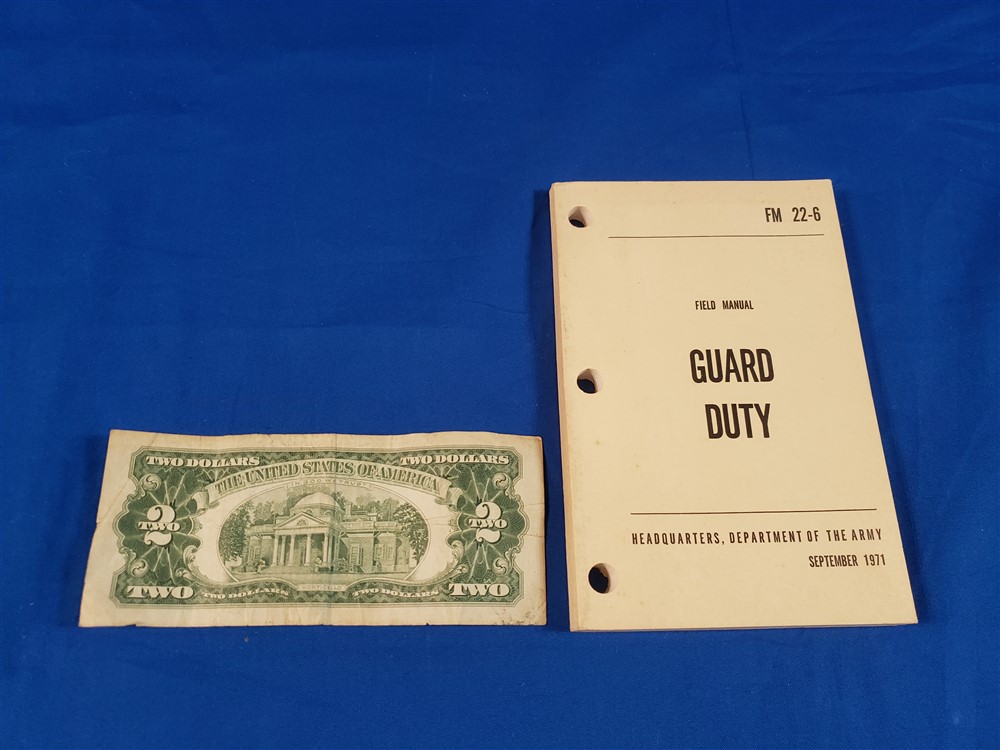 TWO DOLLARS
TWO DOLLARS
THE UNITED STATES OF AMERICA
2
TWO
2
TWO
TWO
TWO DOLLARS
TWO DOLLARS
TWO
FM 22-6
FIELD MANUAL
GUARD
DUTY
HEADQUARTERS, DEPARTMENT OF THE ARMY
SEPTEMBER 1971